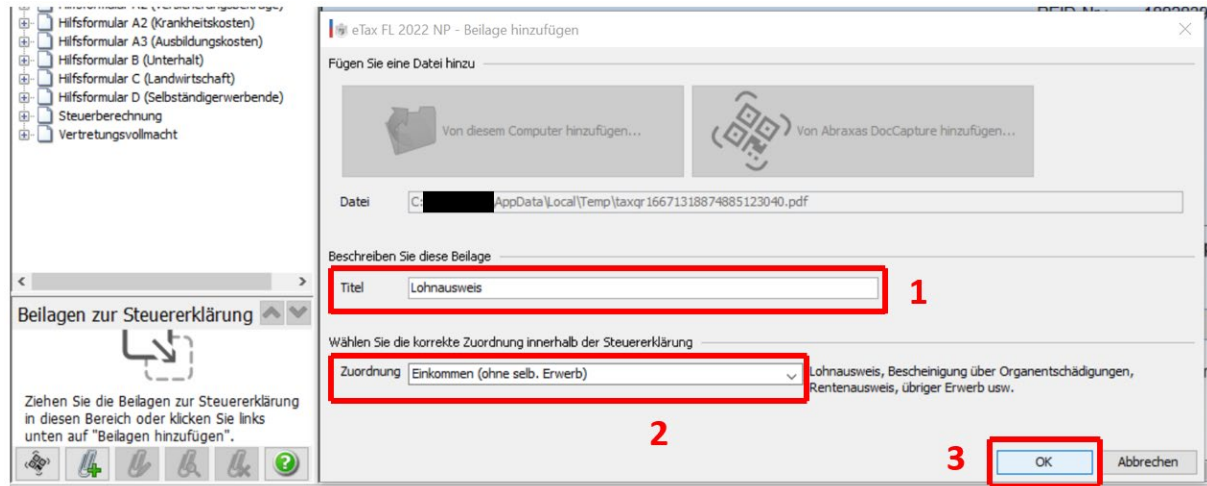 Hilfsformular A2 (Krankheitskosten)
Hilfsformular A3 (Ausbildungskosten)
Hilfsformular B (Unterhalt)
Hilfsformular C (Landwirtschaft)
Hilfsformular D (Selbständigerwerbende)
Steuerberechnung
Vertretungsvollmacht
Beilagen zur Steuererklärung
Ziehen Sie die Beilagen zur Steuererklärung
in diesen Bereich oder klicken Sie links
unten auf "Beilagen hinzufügen".
eTax FL 2022 NP - Beilage hinzufügen
Fügen Sie eine Datei hinzu
Von diesem Computer hinzufügen...
Von Abraxas DocCapture hinzufügen...
Datei
C:
AppData\Local\Temp\taxqr16671318874885123040.pdf
Beschreiben Sie diese Beilage
Titel
Lohnausweis
1
Wählen Sie die korrekte Zuordnung innerhalb der Steuererklärung
Zuordnung
Einkommen (ohne selb. Erwerb)
Lohnausweis, Bescheinigung über Organentschädigungen,
Rentenausweis, übriger Erwerb usw.
2
3
OK
Abbrechen